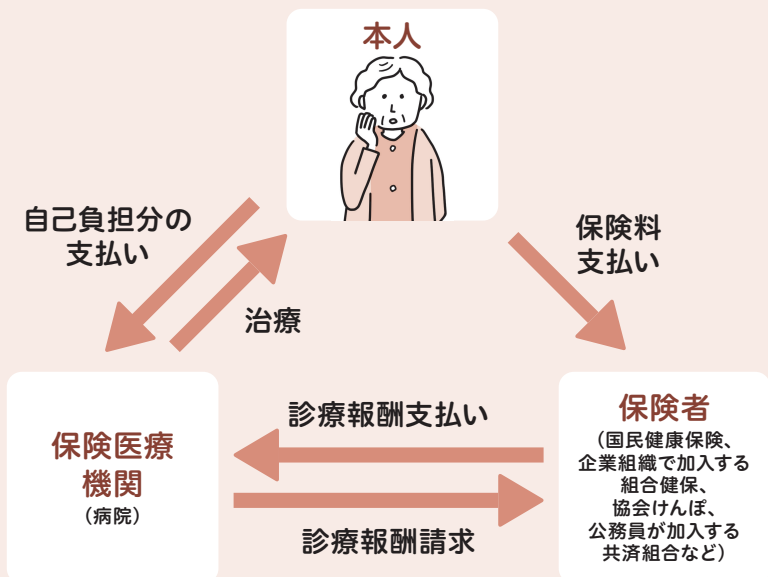 本人
自己負担分の
支払い
保険料
支払い
治療
診療報酬支払い
保険医療
機関
（病院）
保険者
（国民健康保険、
企業組織で加入する
組合健保、
協会けんぽ、
公務員が加入する
共済組合など）
診療報酬請求